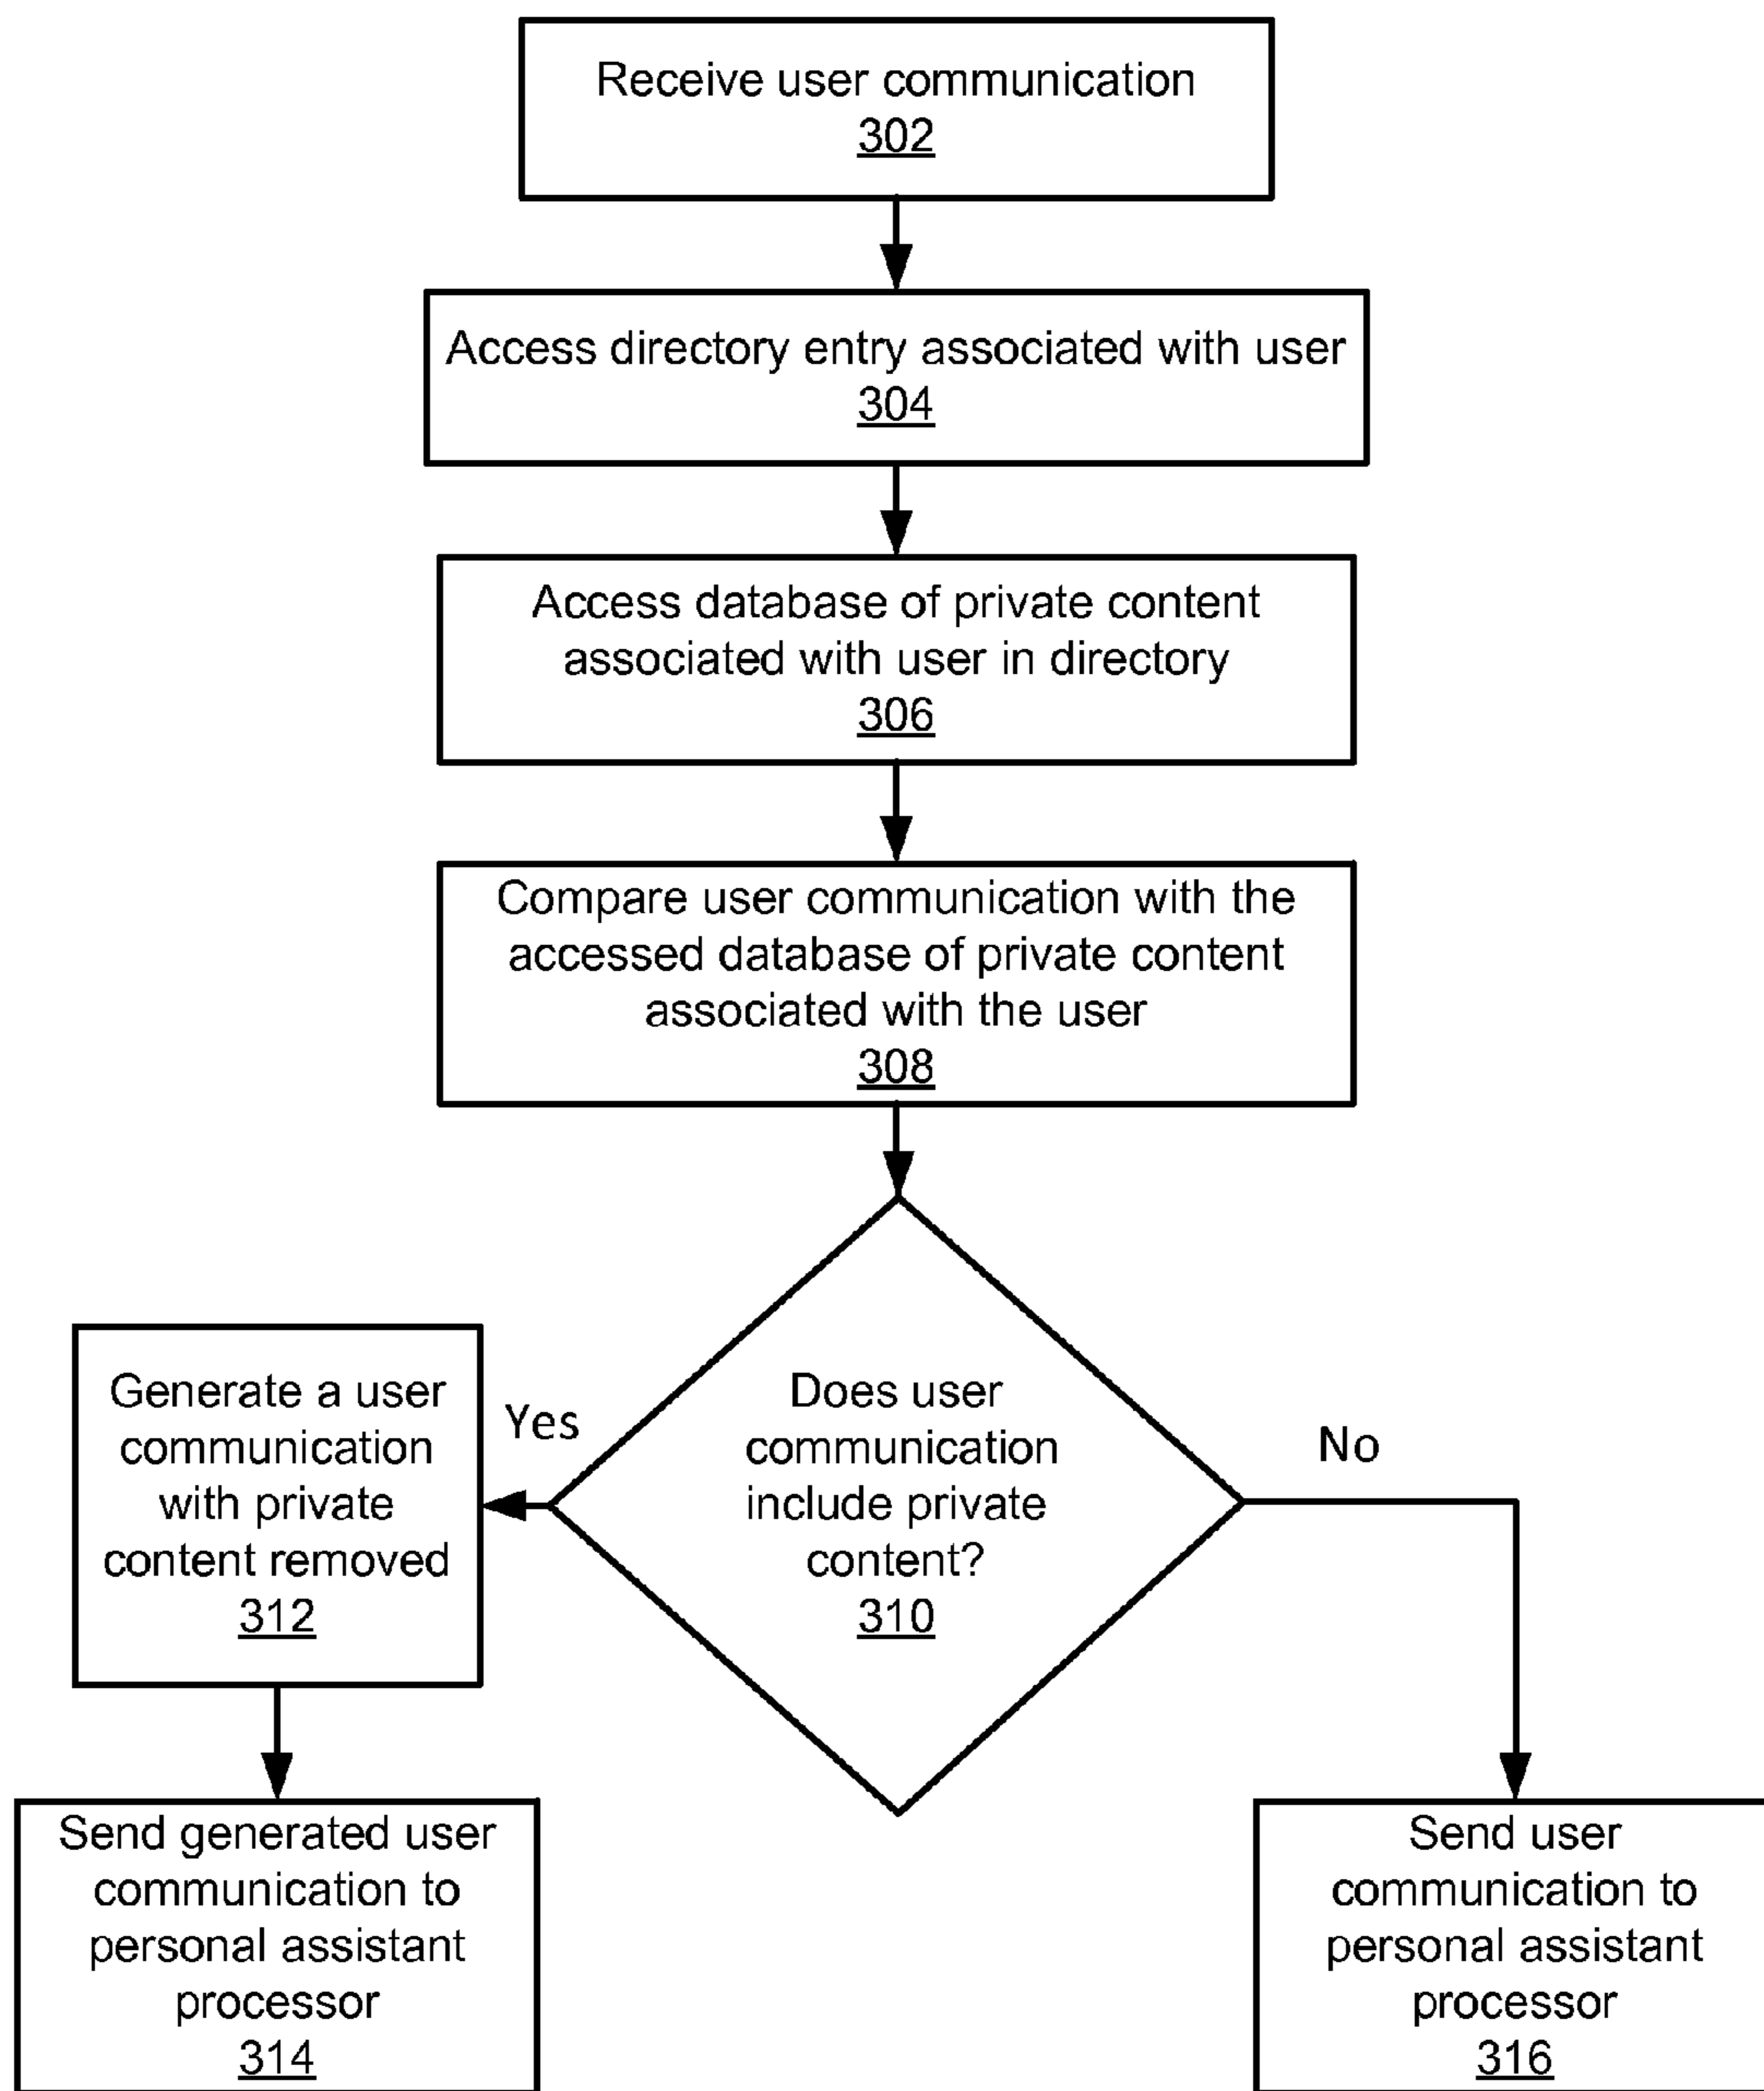 Receive user communication
302
Access directory entry associated with user
304
Access database of private content
associated with user in directory
306
Compare user communication with the
accessed database of private content
associated with the user
308
Does user
communication
include private
content?
310
Yes
No
Generate a user
communication
with private
content removed
312
Send generated user
communication to
personal assistant
processor
314
Send user
communication to
personal assistant
processor
316